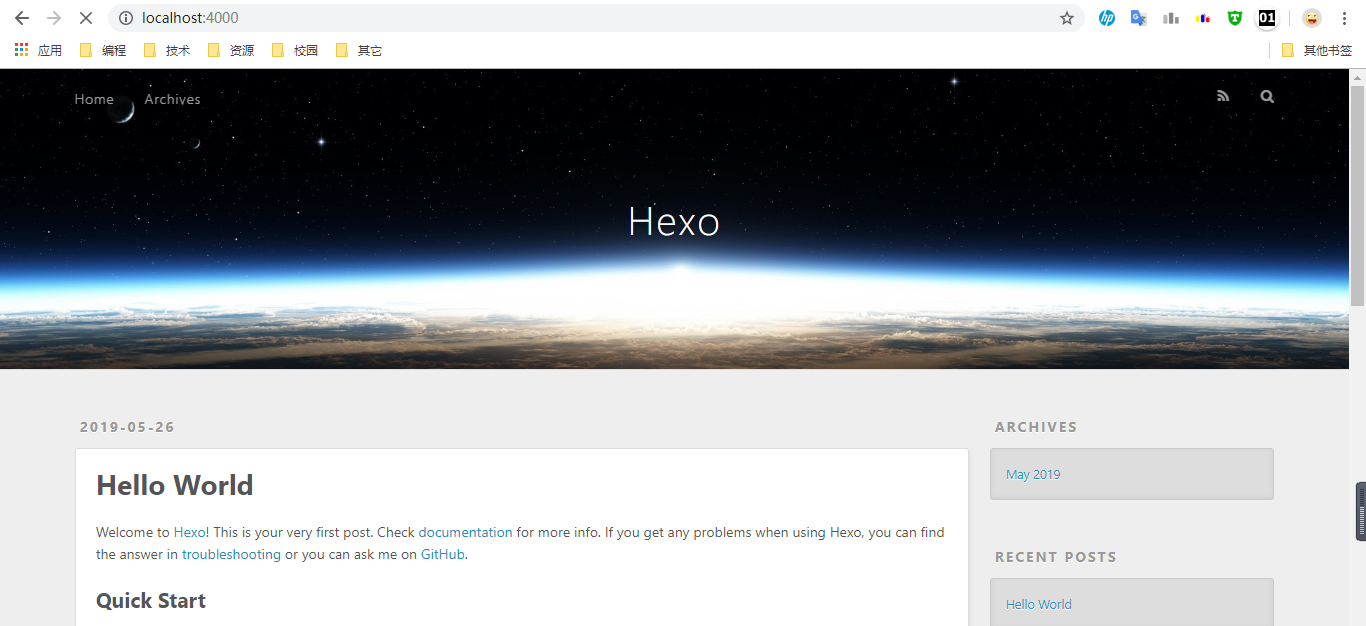 localhost:4000
01
应用 编程 技术 资源 校园 其它 其他书签
Home Archives
Hexo
2019-05-26
Hello World
Welcome to Hexo! This is your very first post. Check documentation for more info. If you get any problems when using Hexo, you can find
the answer in troubleshooting or you can ask me on GitHub.
Quick Start
ARCHIVES
May 2019
RECENT POSTS
Hello World